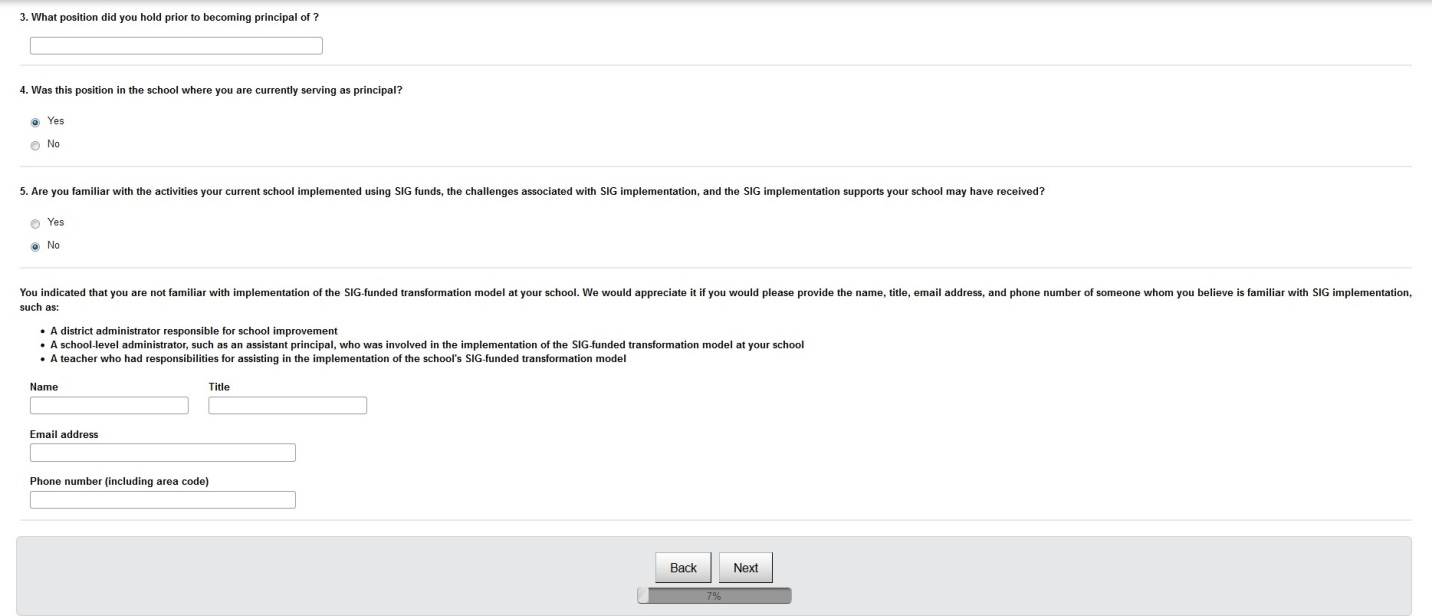 3. What position did you hold prior to becoming principal of ?
4. Was this position in the school where you are currently serving as principal?
Yes
No
5. Are you familiar with the activities your current school implemented using SIG funds, the challenges associated with SIG implementation, and the SIG implementation supports your school may have received?
Yes
No
You indicated that you are not familiar with implementation of the SIG-funded transformation model at your school. We would appreciate it if you would please provide the name, title, email address, and phone number of someone whom you believe is familiar with SIG implementation,
such as:
• A district administrator responsible for school improvement
• A school-level administrator, such as an assistant principal, who was involved in the implementation of the SIG-funded transformation model at your school
• A teacher who had responsibilities for assisting in the implementation of the school's SIG-funded transformation model
Name Title
Email address
Phone number (including area code)
Back Next
7%